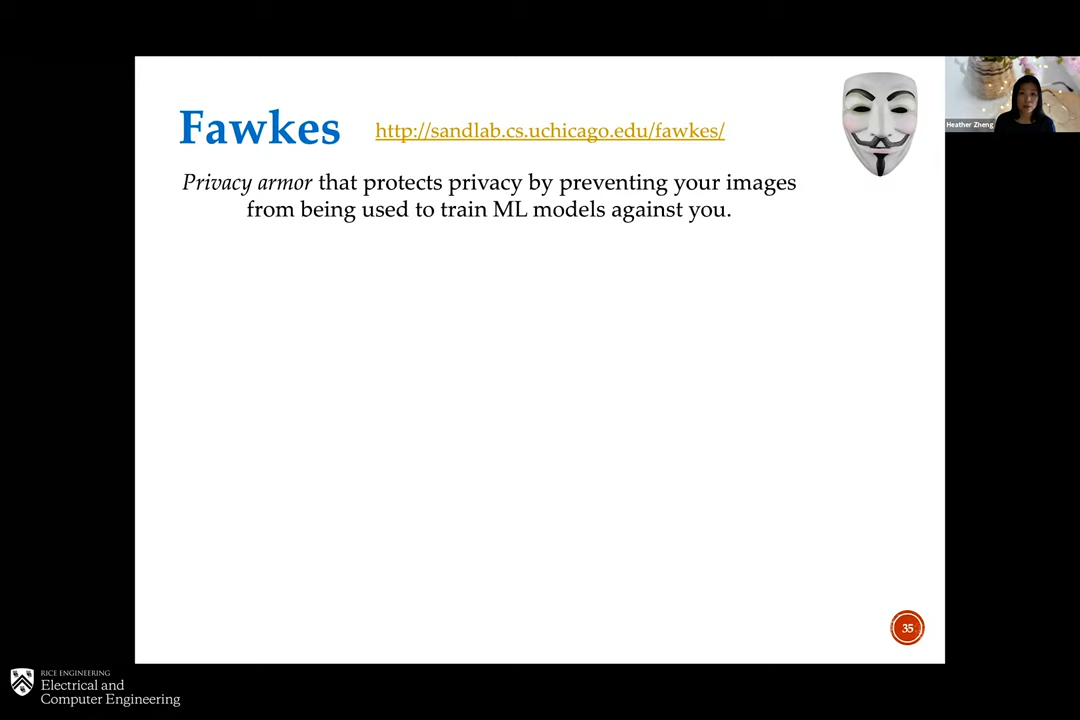 Fawkes http://sandlab.cs.uchicago.edu/fawkes/
Privacy armor that protects privacy by preventing your images
from being used to train ML models against you.
Heather Zheng
35
RICE ENGINEERING
Electrical and
Computer Engineering